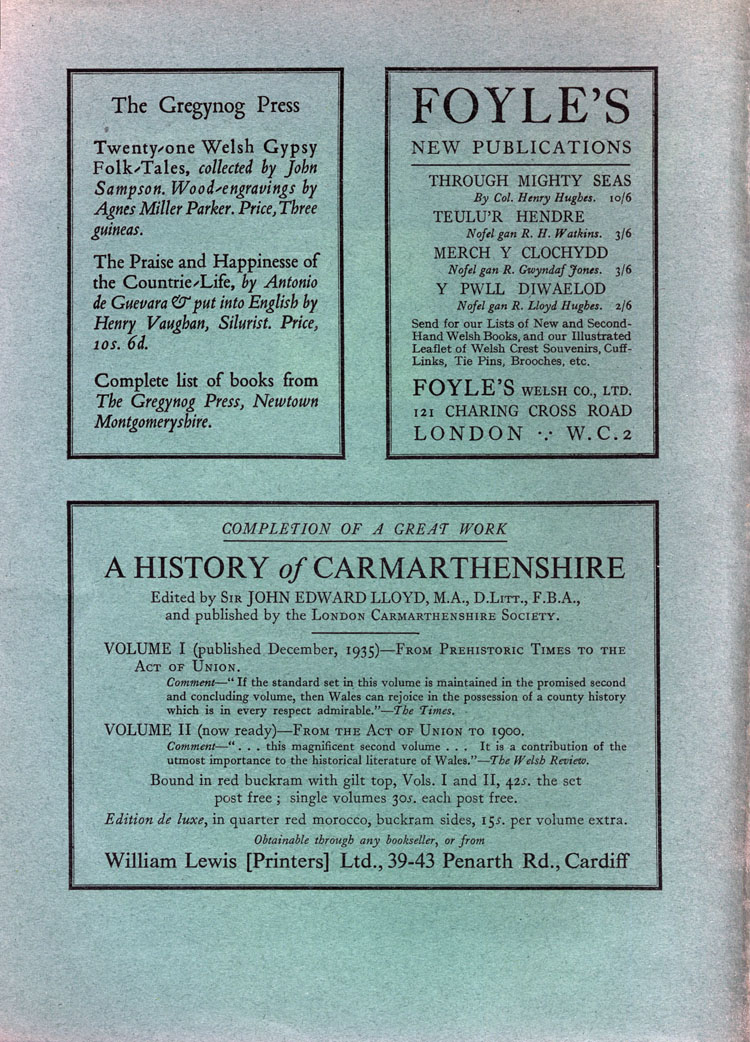 The Gregynog Press
Twenty-one Welsh Gypsy
Folk-Tales, collected by John
Sampson. Wood-engravings by
Agnes Miller Parker. Price, Three
guineas.
The Praise and Happinesse of
the Countrie-Life, by Antonio
de Guevara & put into English by
Henry Vaughan, Silurist. Price,
10s. 6d.
Complete list of books from
The Gregynog Press, Newtown
Montgomeryshire.
FOYLE'S
NEW PUBLICATIONS
THROUGH MIGHTY SEAS
By Col. Henry Hughes. 10/6
TEULU'R HENDRE
Nofel gan R. H. Watkins. 3/6
MERCH Y CLOCHYDD
Nofel gan R. Gwyndaf Jones. 3/6
Y PWLL DIWAELOD
Nofel gan R. Lloyd Hughes. 2/6
Send for our Lists of New and Second-
Hand Welsh Books, and our Illustrated
Leaflet of Welsh Crest Souvenirs, Cuff-
Links, Tie Pins, Brooches, etc.
FOYLE'S WELSH CO., LTD.
121 CHARING CROSS ROAD
LONDON ∵ W.C.2
COMPLETION OF A GREAT WORK
A HISTORY of CARMARTHENSHIRE
Edited by SIR JOHN EDWARD LLOYD, M.A., D.LITT., F.B.A.,
and published by the LONDON CARMARTHENSHIRE SOCIETY.
VOLUME I (published December, 1935)—FROM PREHISTORIC TIMES TO THE
ACT OF UNION.
Comment—"If the standard set in this volume is maintained in the promised second
and concluding volume, then Wales can rejoice in the possession of a county history
which is in every respect admirable."—The Times.
VOLUME II (now ready)—FROM THE ACT OF UNION TO 1900.
Comment—". . . this magnificent second volume . . . It is a contribution of the
utmost importance to the historical literature of Wales."—The Welsh Review.
Bound in red buckram with gilt top, Vols. I and II, 42s. the set
post free ; single volumes 30s. each post free.
Edition de luxe, in quarter red morocco, buckram sides, 15s. per volume extra.
Obtainable through any bookseller, or from
William Lewis [Printers] Ltd., 39-43 Penarth Rd., Cardiff